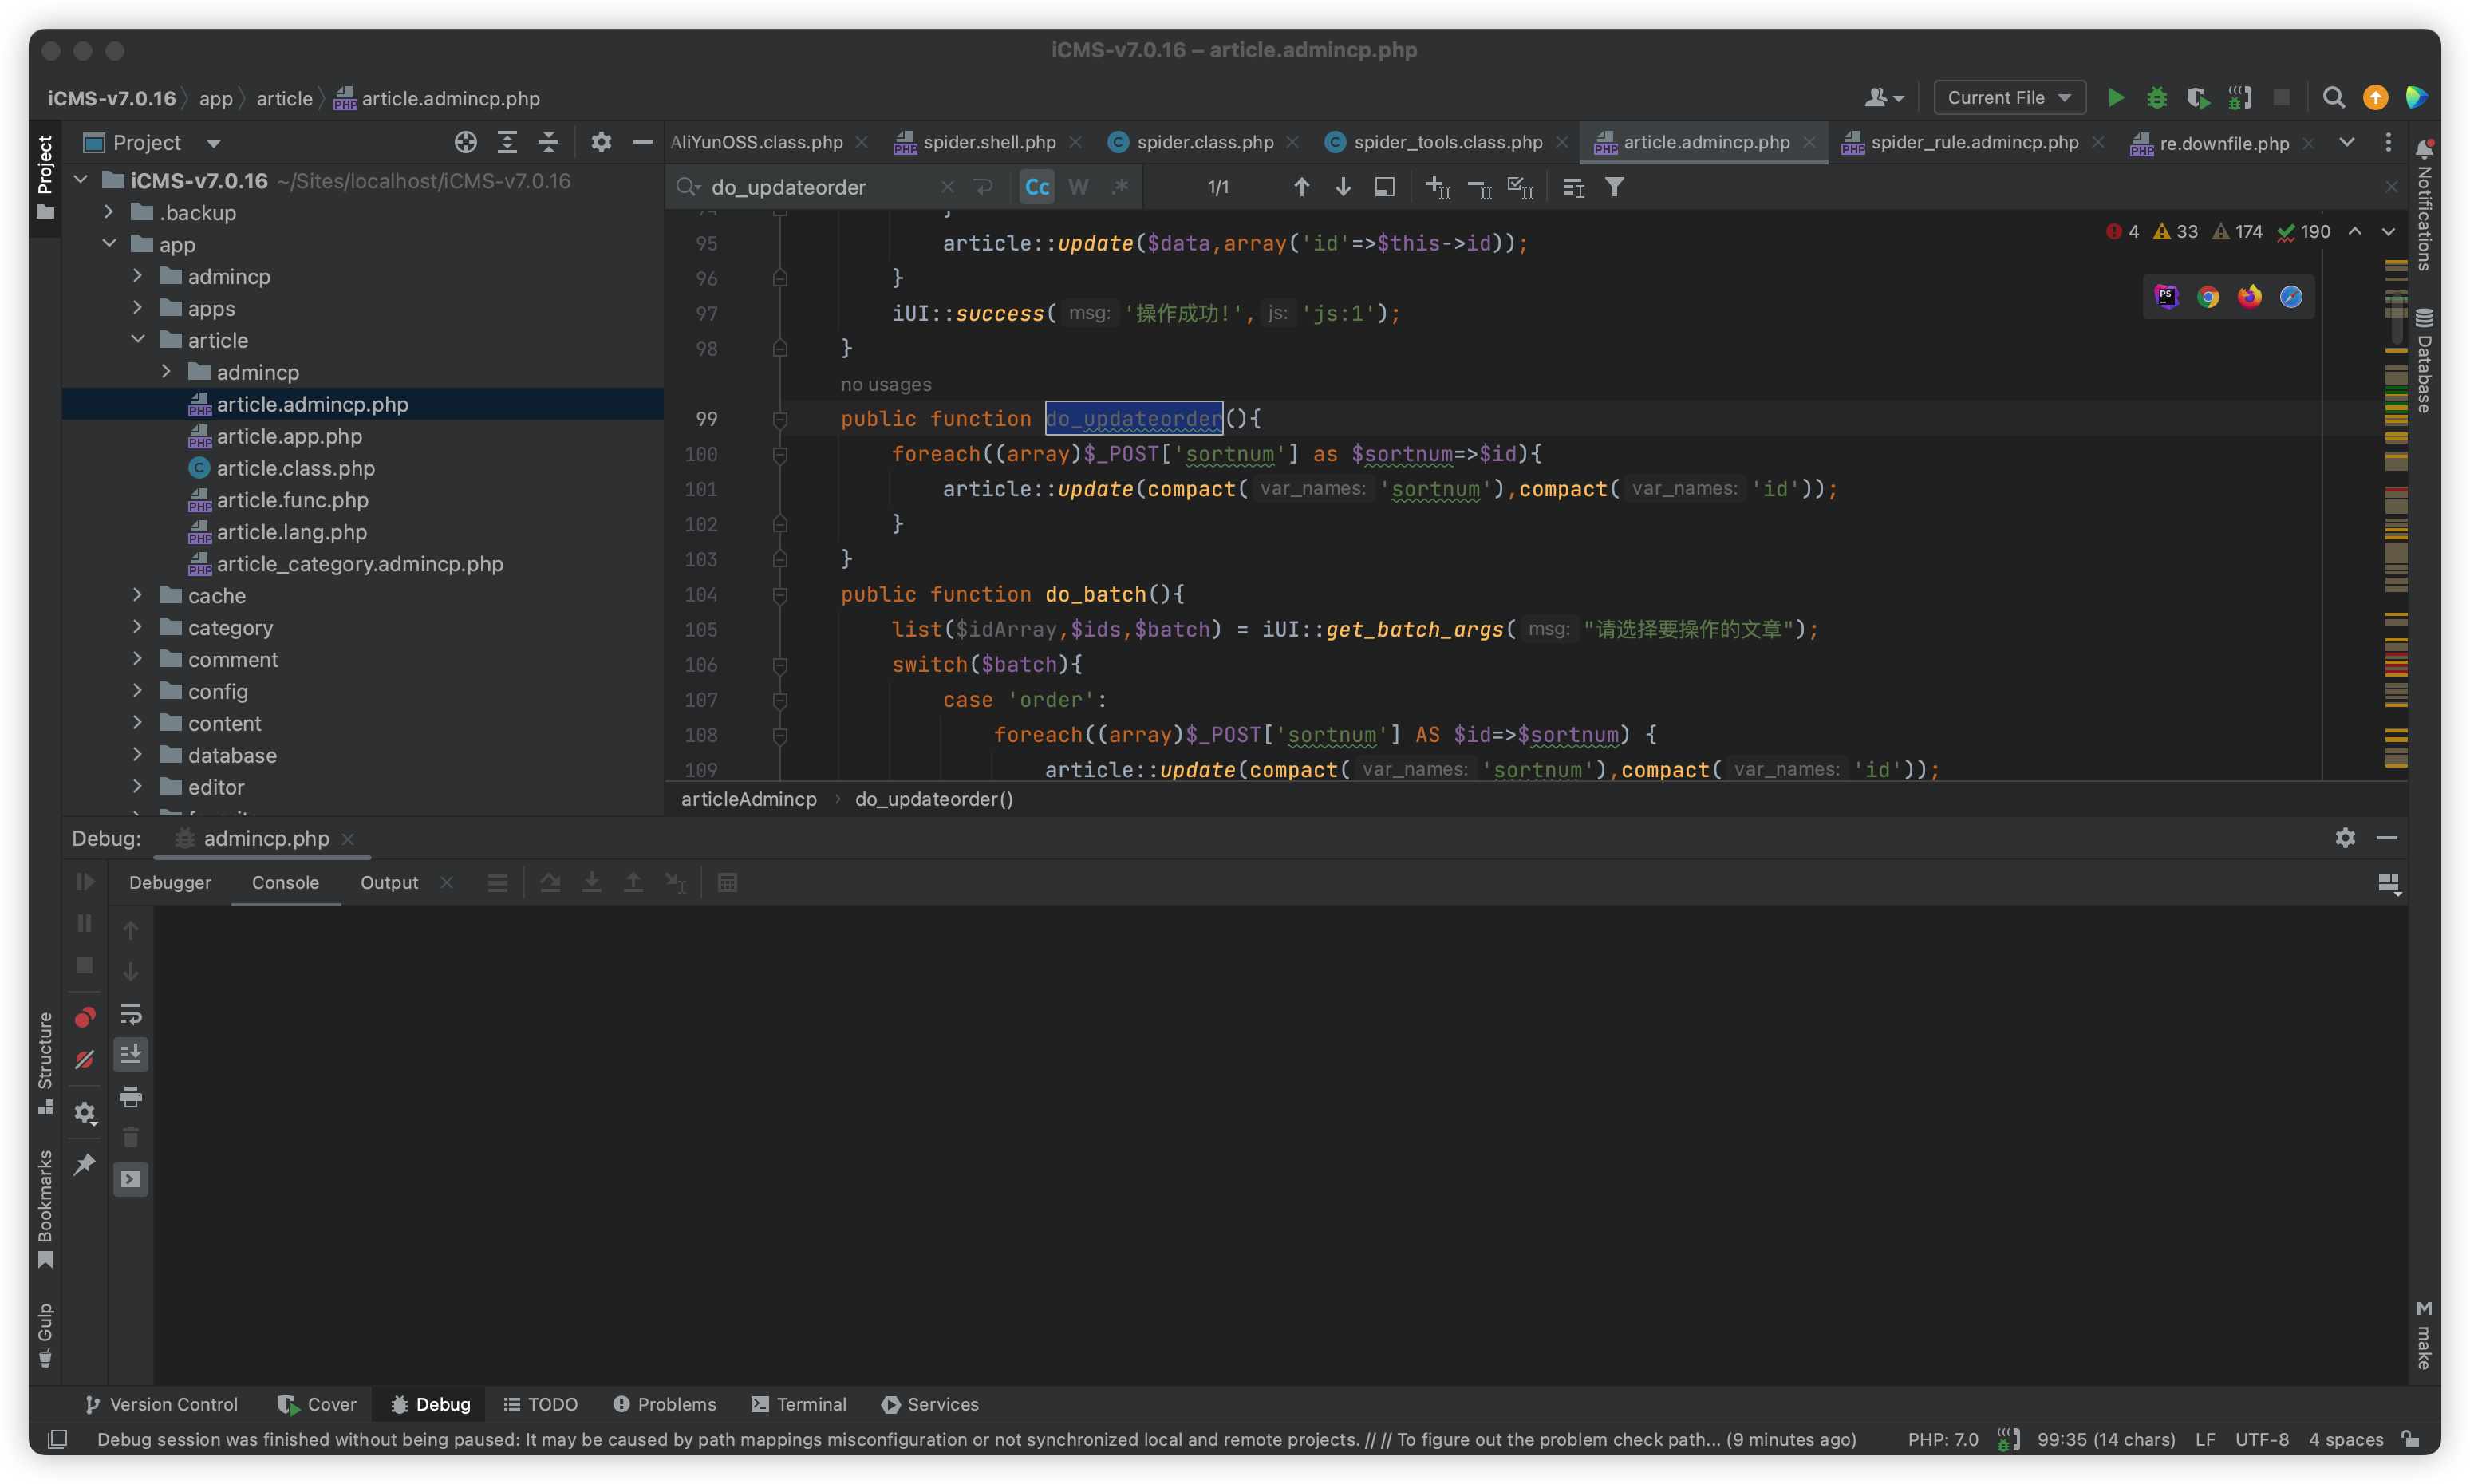 iCMS-v7.0.16 – article.admincp.php
iCMS-v7.0.16 app article article.admincp.php
Current File
Project
Project
AliYunOSS.class.php spider.shell.php spider.class.php spider_tools.class.php article.admincp.php spider_rule.admincp.php re.downfile.php
do_updateorder Cc W .* 1/1
4 33 174 190
Notifications
Database
iCMS-v7.0.16 ~/Sites/localhost/iCMS-v7.0.16
.backup
app
admincp
apps
article
admincp
article.admincp.php
article.app.php
article.class.php
article.func.php
article.lang.php
article_category.admincp.php
cache
category
comment
config
content
database
editor
95 article::update($data,array('id'=>$this->id));
96 }
97 iUI::success( msg: '操作成功!', js: 'js:1');
98 }
no usages
99 public function do_updateorder(){
100 foreach((array)$_POST['sortnum'] as $sortnum=>$id){
101 article::update(compact( var_names: 'sortnum'),compact( var_names: 'id'));
102 }
103 }
104 public function do_batch(){
105 list($idArray,$ids,$batch) = iUI::get_batch_args( msg: "请选择要操作的文章");
106 switch($batch){
107 case 'order':
108 foreach((array)$_POST['sortnum'] AS $id=>$sortnum) {
109 article::update(compact( var_names: 'sortnum'),compact( var_names: 'id'));
articleAdmincp do_updateorder()
Debug: admincp.php
Debugger Console Output
Structure
Bookmarks
Gulp
make
Version Control Cover Debug TODO Problems Terminal Services
Debug session was finished without being paused: It may be caused by path mappings misconfiguration or not synchronized local and remote projects. // // To figure out the problem check path... (9 minutes ago) PHP: 7.0 99:35 (14 chars) LF UTF-8 4 spaces